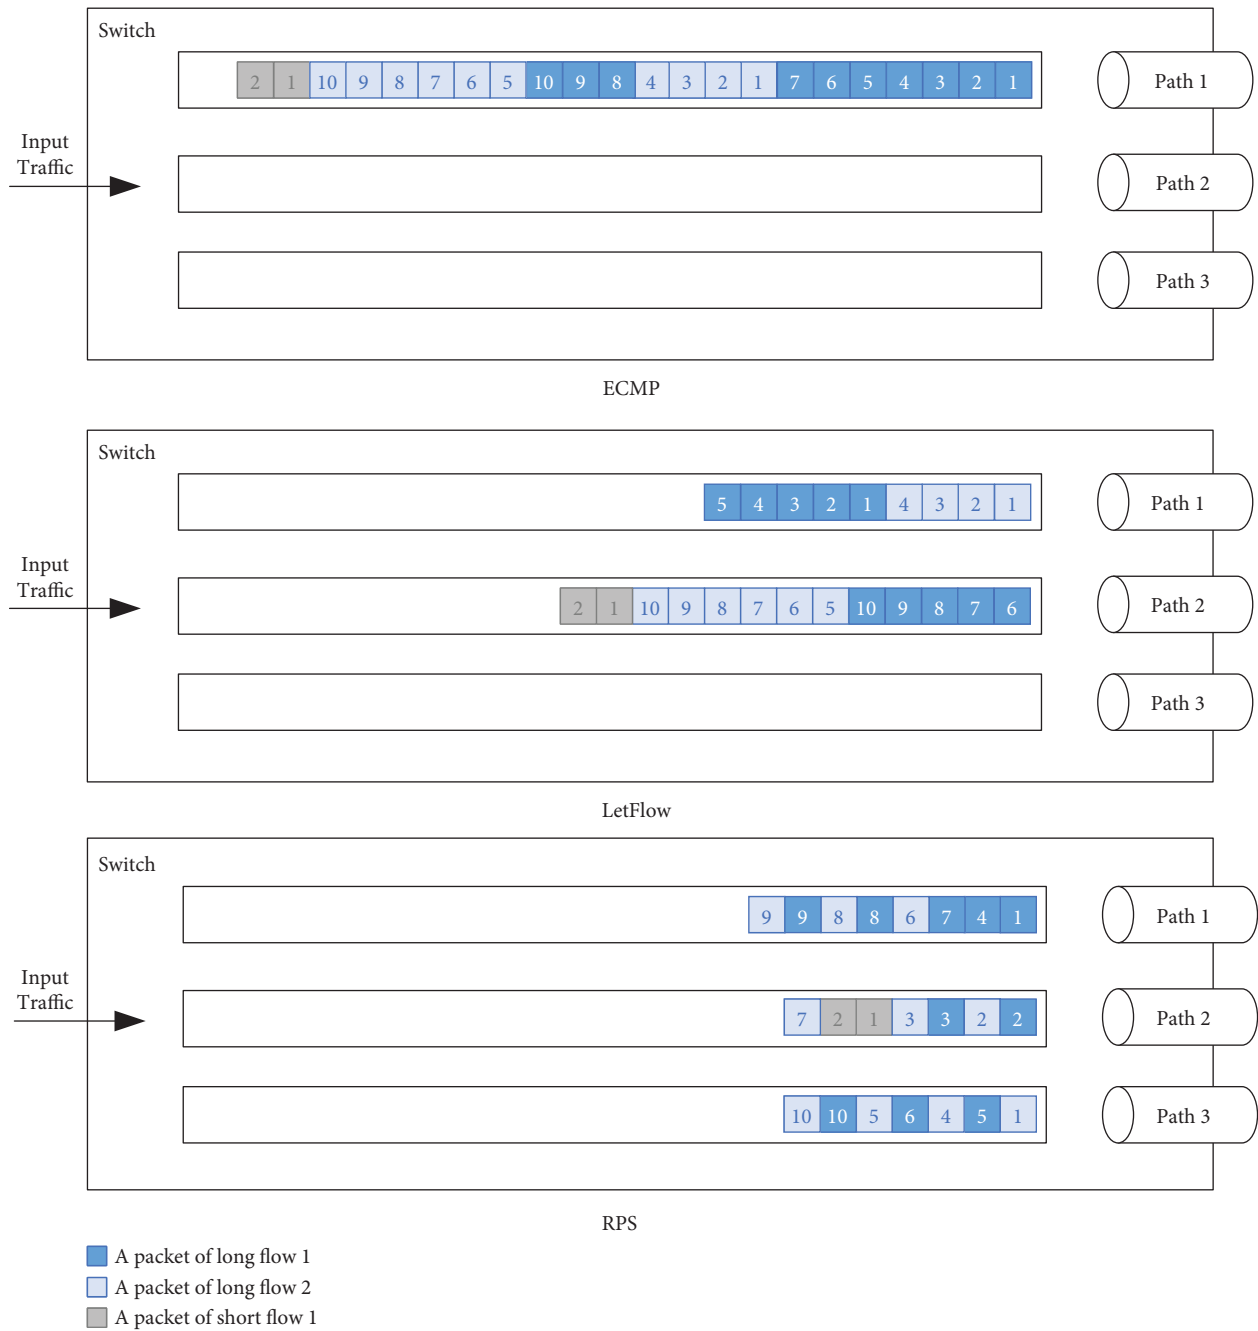 Switch
2 1 10 9 8 7 6 5 10 9 8 4 3 2 1 7 6 5 4 3 2 1
Path 1
Input
Traffic
Path 2
Path 3
ECMP
Switch
5 4 3 2 1 4 3 2 1
Path 1
Input
Traffic
2 1 10 9 8 7 6 5 10 9 8 7 6
Path 2
Path 3
LetFlow
Switch
9 9 8 8 6 7 4 1
Path 1
Input
Traffic
7 2 1 3 3 2 2
Path 2
10 10 5 6 4 5 1
Path 3
RPS
A packet of long flow 1
A packet of long flow 2
A packet of short flow 1